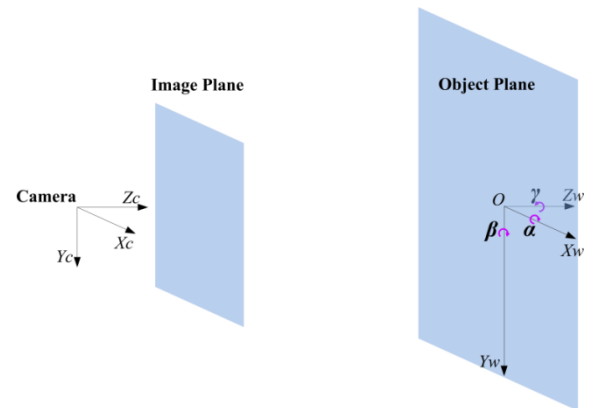 Image Plane
Object Plane
Camera
Zc
Xc
Yc
O
γ
Zw
β
α
Xw
Yw